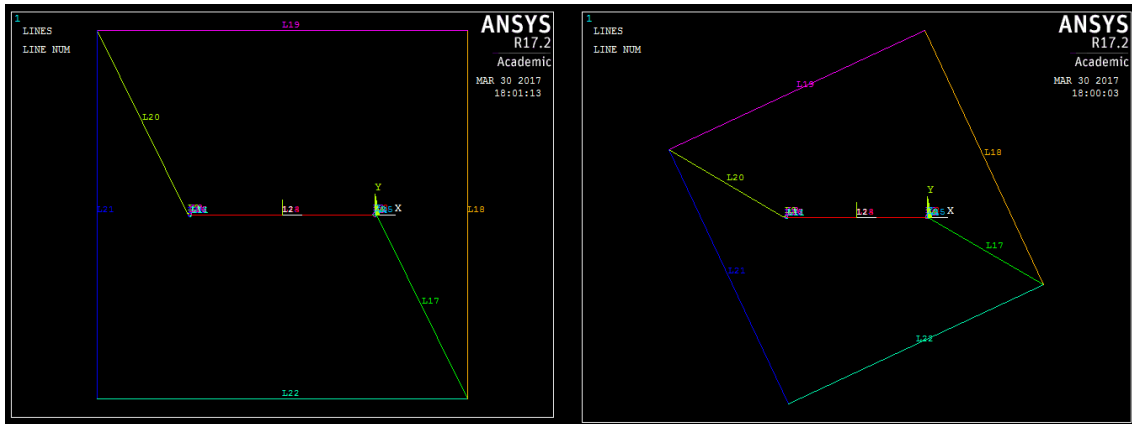 1
LINES
LINE NUM
L19
ANSYS
R17.2
Academic
MAR 30 2017
18:01:13
L20
Y
L21
L2
X
L18
L17
L22
1
LINES
LINE NUM
ANSYS
R17.2
Academic
MAR 30 2017
18:00:03
L19
L18
L20
Y
L2
X
L17
L21
L22